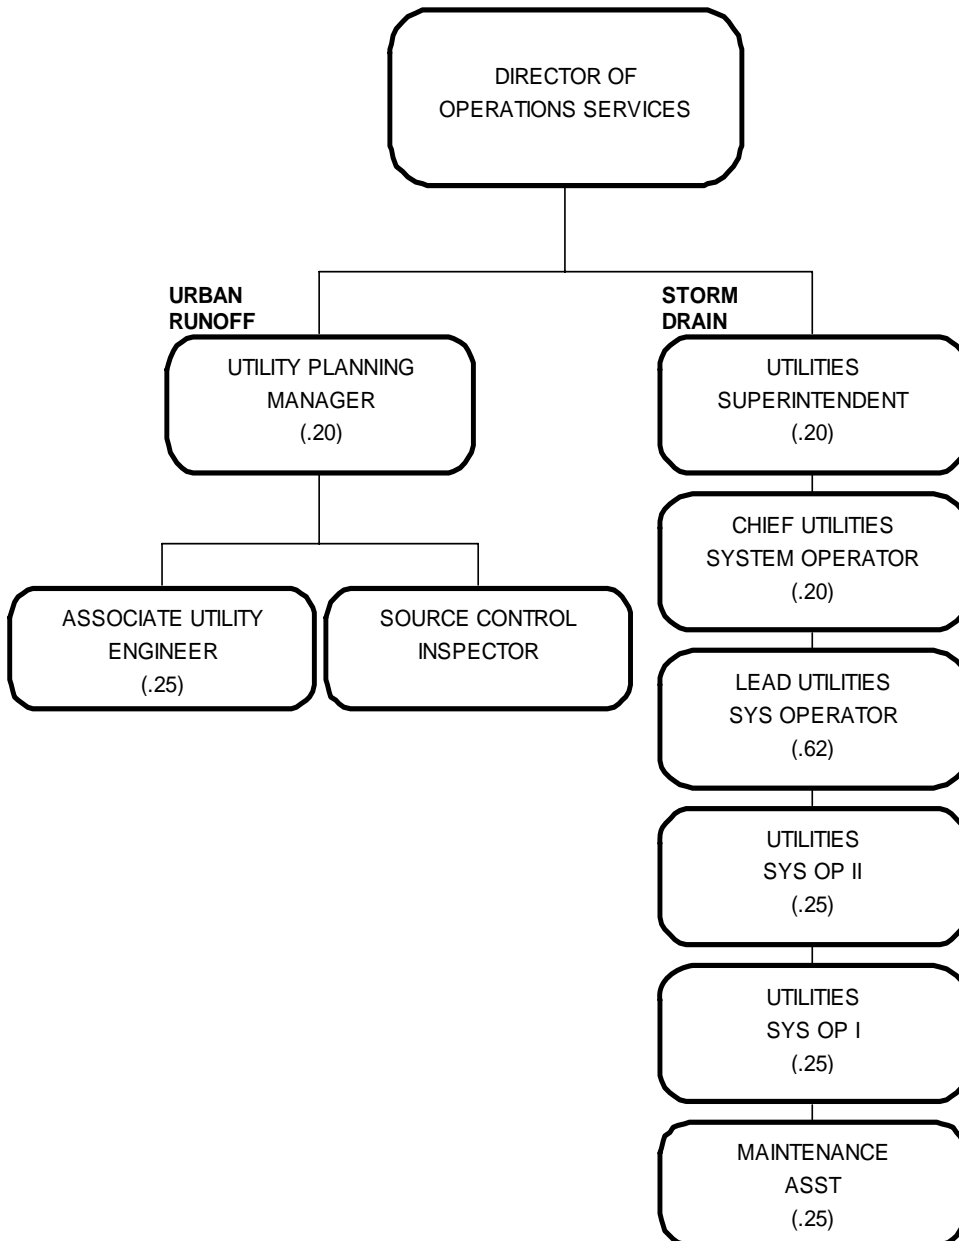 DIRECTOR OF
OPERATIONS SERVICES
URBAN
RUNOFF
UTILITY PLANNING
MANAGER
(.20)
ASSOCIATE UTILITY
ENGINEER
(.25)
SOURCE CONTROL
INSPECTOR
STORM
DRAIN
UTILITIES
SUPERINTENDENT
(.20)
CHIEF UTILITIES
SYSTEM OPERATOR
(.20)
LEAD UTILITIES
SYS OPERATOR
(.62)
UTILITIES
SYS OP II
(.25)
UTILITIES
SYS OP I
(.25)
MAINTENANCE
ASST
(.25)